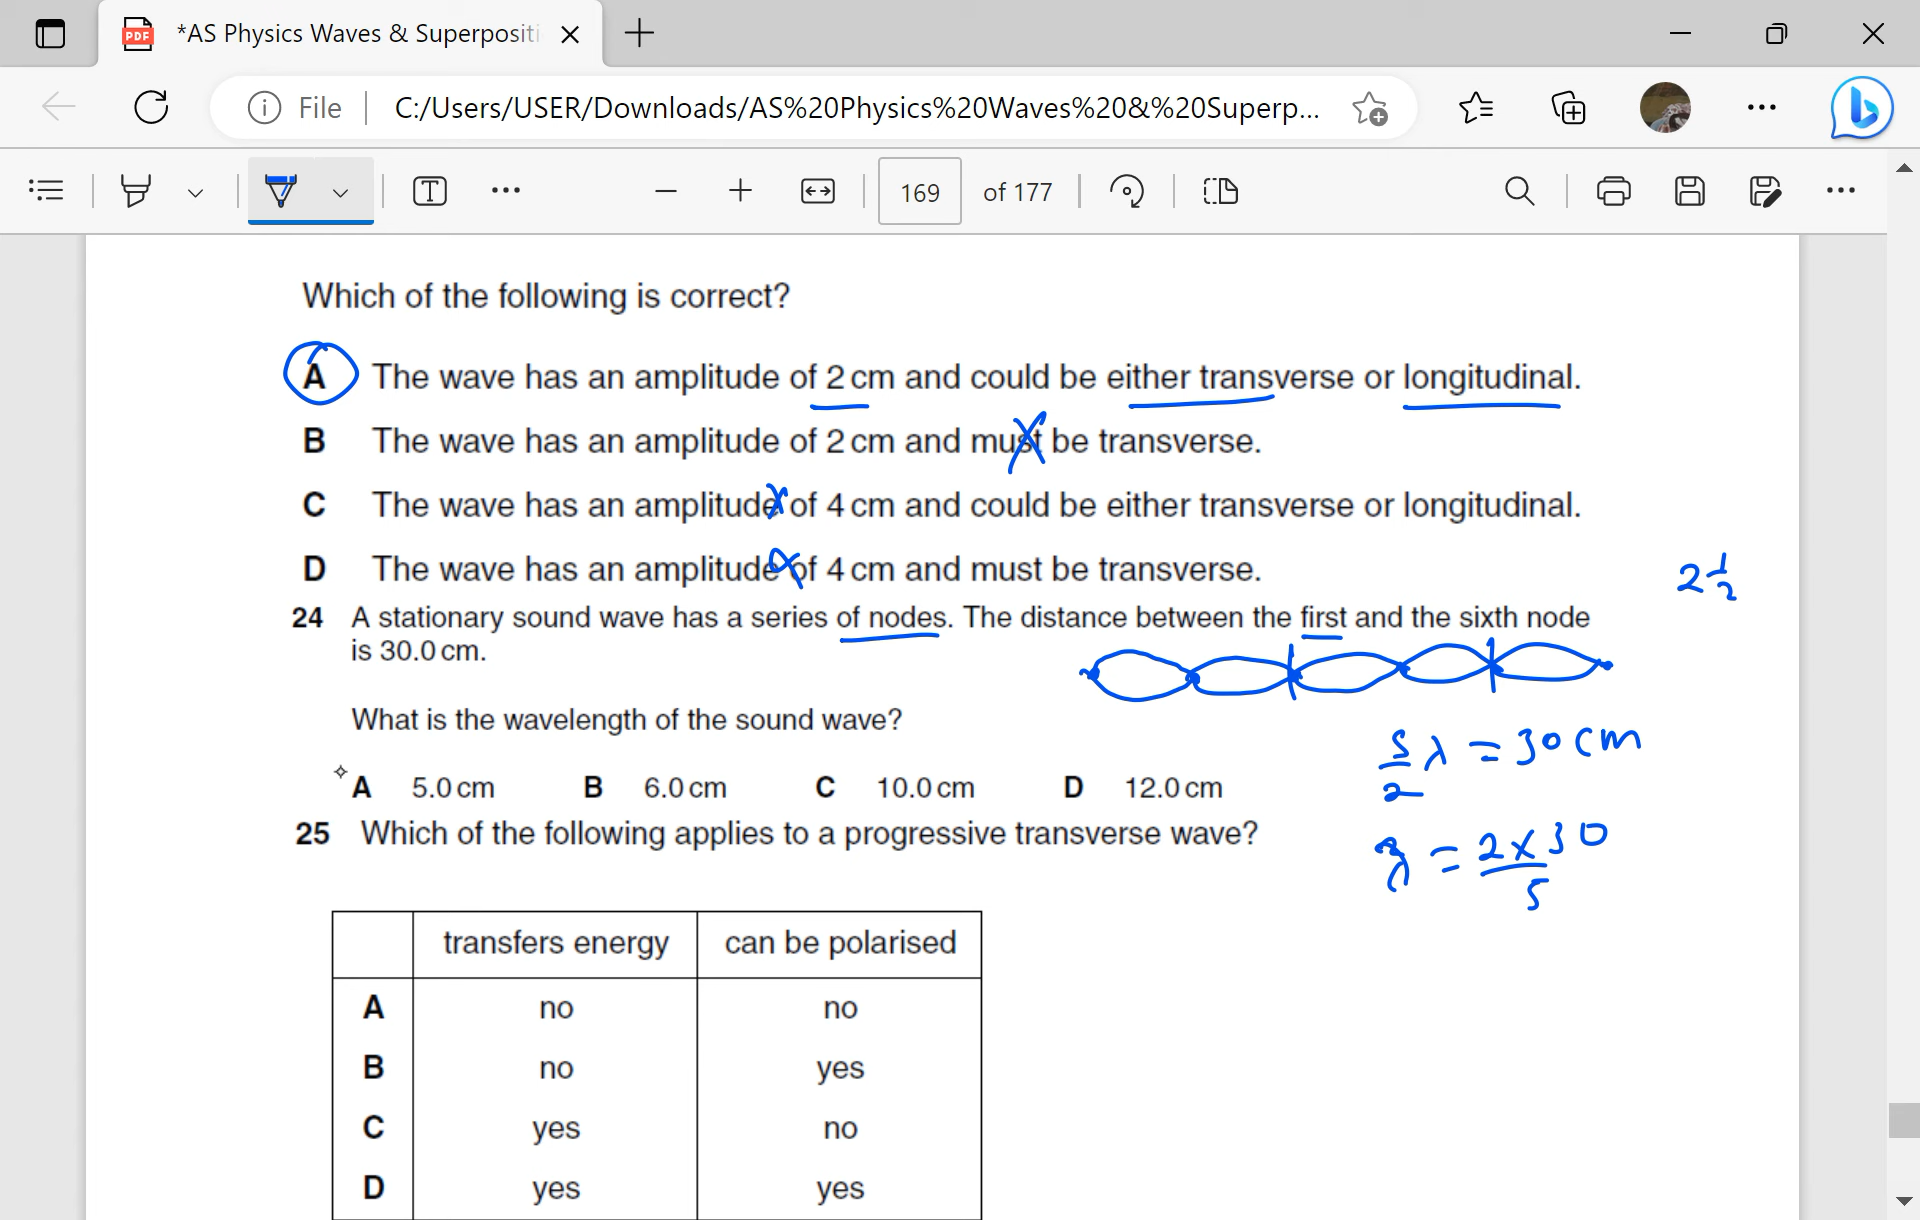 *AS Physics Waves & Superpositi
File
C:/Users/USER/Downloads/AS%20Physics%20Waves%20&%20Superp...
169 of 177
Which of the following is correct?
A The wave has an amplitude of 2 cm and could be either transverse or longitudinal.
B The wave has an amplitude of 2 cm and must be transverse.
C The wave has an amplitude of 4 cm and could be either transverse or longitudinal.
D The wave has an amplitude of 4 cm and must be transverse.
2 1/2
24 A stationary sound wave has a series of nodes. The distance between the first and the sixth node
is 30.0 cm.
What is the wavelength of the sound wave?
5/2 λ = 30 cm
A 5.0 cm B 6.0 cm C 10.0 cm D 12.0 cm
25 Which of the following applies to a progressive transverse wave?
λ = 2 x 30 / 5
transfers energy can be polarised
A no no
B no yes
C yes no
D yes yes